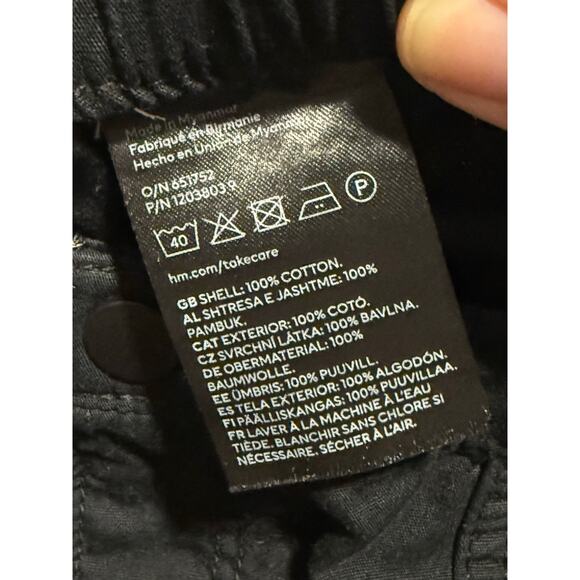 Made in Myanmar
Fabriqué en Birmanie
Hecho en Unión de Myanmar
O/N 651752
P/N 12038039
40
P
hm.com/takecare
GB SHELL: 100% COTTON.
AL SHTRESA E JASHTME: 100%
PAMBUK.
CAT EXTERIOR: 100% COTÓ.
CZ SVRCHNÍ LÁTKA: 100% BAVLNA.
DE OBERMATERIAL: 100%
BAUMWOLLE.
EE ÜMBRIS: 100% PUUVILL.
ES TELA EXTERIOR: 100% ALGODÓN.
FI PÄÄLLISKANGAS: 100% PUUVILLAA.
FR LAVER À LA MACHINE À L'EAU
TIÈDE. BLANCHIR SANS CHLORE SI
NÉCESSAIRE. SÉCHER À L'AIR.